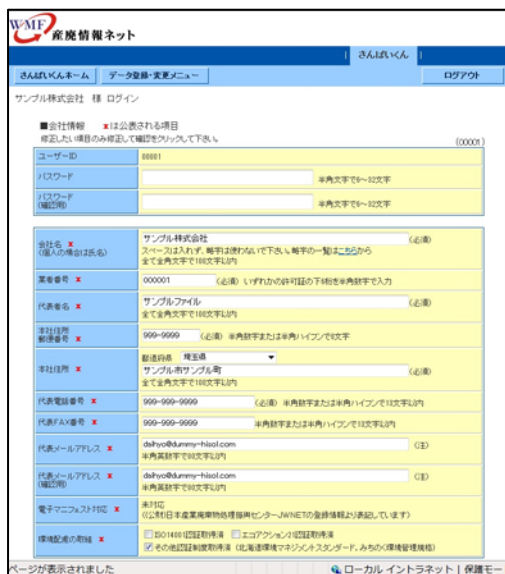 WMF 産廃情報ネット
さんぱいくん
さんぱいくんホーム データ登録・変更メニュー ログアウト
サンプル株式会社 様 ログイン
■会社情報 ×は公表される項目
修正したい項目のみ修正して確認をクリックして下さい。 (00001)
ユーザーID 00001
パスワード 半角文字で6〜32文字
パスワード
(確認用) 半角文字で6〜32文字
会社名 ×
(個人の場合は氏名)
サンプル株式会社 (必須)
スペースは入れず、略字は使わないで下さい。略字の一覧はこちらから
全て全角文字で100文字以内
業者番号 × 000001 (必須) いずれかの許可証の下6桁を半角数字で入力
代表者名 × サンプルファイル (必須)
全て全角文字で100文字以内
本社住所
郵便番号 × 999-9999 (必須) 半角数字または半角ハイフンで8文字
本社住所 × 都道府県 埼玉県
サンプル市サンプル町 (必須)
全て全角文字で100文字以内
代表電話番号 × 999-999-9999 (必須) 半角数字または半角ハイフンで13文字以内
代表FAX番号 × 999-999-9999 半角数字または半角ハイフンで13文字以内
代表メールアドレス × daihyo@dummy-hisol.com (注)
半角英数字で80文字以内
代表メールアドレス ×
(確認用) daihyo@dummy-hisol.com (注)
半角英数字で80文字以内
電子マニフェスト対応 × 未対応
((公財)日本産業廃棄物処理振興センターJWNETの登録情報より表記しています)
環境配慮の取組 × ISO14001認証取得済 エコアクション21認証取得済
その他認証制度取得済 (北海道環境マネジメントスタンダード、みちのく環境管理規格)
ページが表示されました ローカル イントラネット | 保護モー